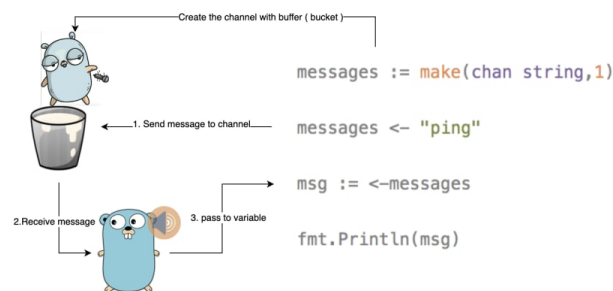 Create the channel with buffer ( bucket )
messages := make(chan string,1)
1. Send message to channel
messages <- "ping"
msg := <-messages
2.Receive message
3. pass to variable
fmt.Println(msg)